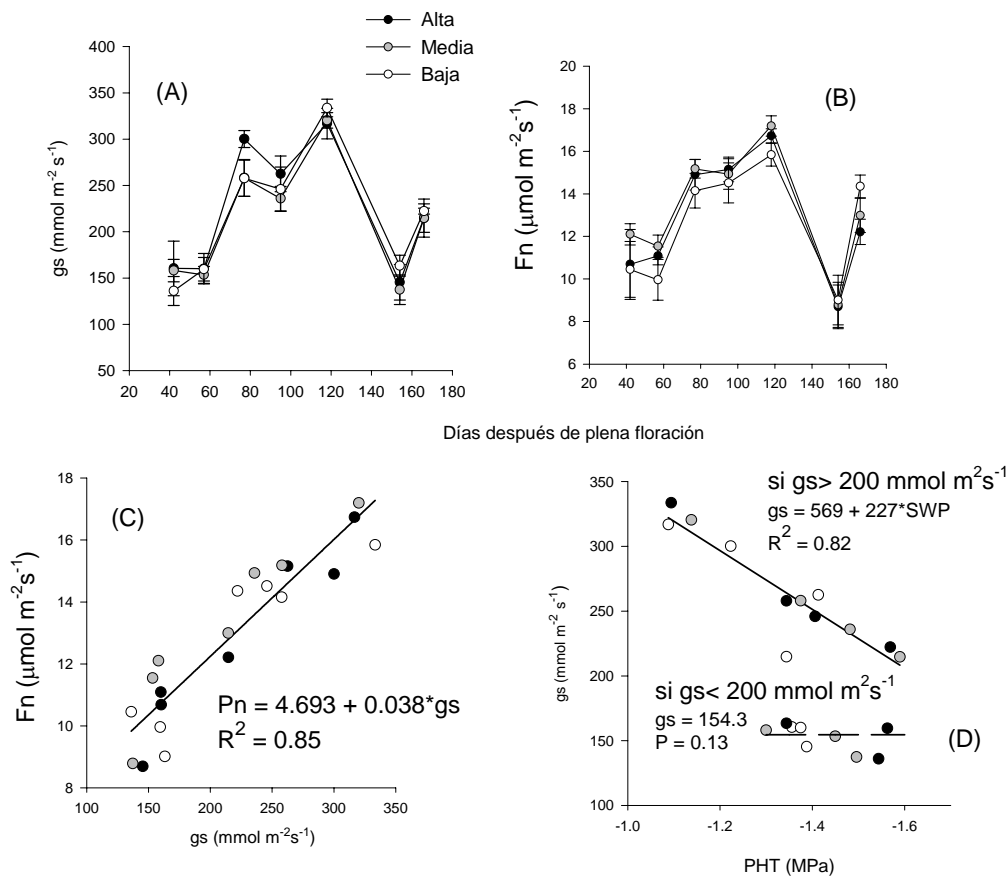 Alta
Media
Baja
(A)
400
350
300
250
200
150
100
50
gs (mmol m⁻² s⁻¹)
20 40 60 80 100 120 140 160 180
(B)
20
18
16
14
12
10
8
6
Fn (µmol m⁻²s⁻¹)
20 40 60 80 100 120 140 160 180
Días después de plena floración
(C)
18
16
14
12
10
8
Fn (µmol m⁻²s⁻¹)
Pn = 4.693 + 0.038*gs
R² = 0.85
100 150 200 250 300 350
gs (mmol m⁻²s⁻¹)
si gs> 200 mmol m²s⁻¹
gs = 569 + 227*SWP
R² = 0.82
350
300
250
200
150
100
gs (mmol m⁻² s⁻¹)
si gs< 200 mmol m²s⁻¹
gs = 154.3
P = 0.13
(D)
-1.0 -1.2 -1.4 -1.6
PHT (MPa)